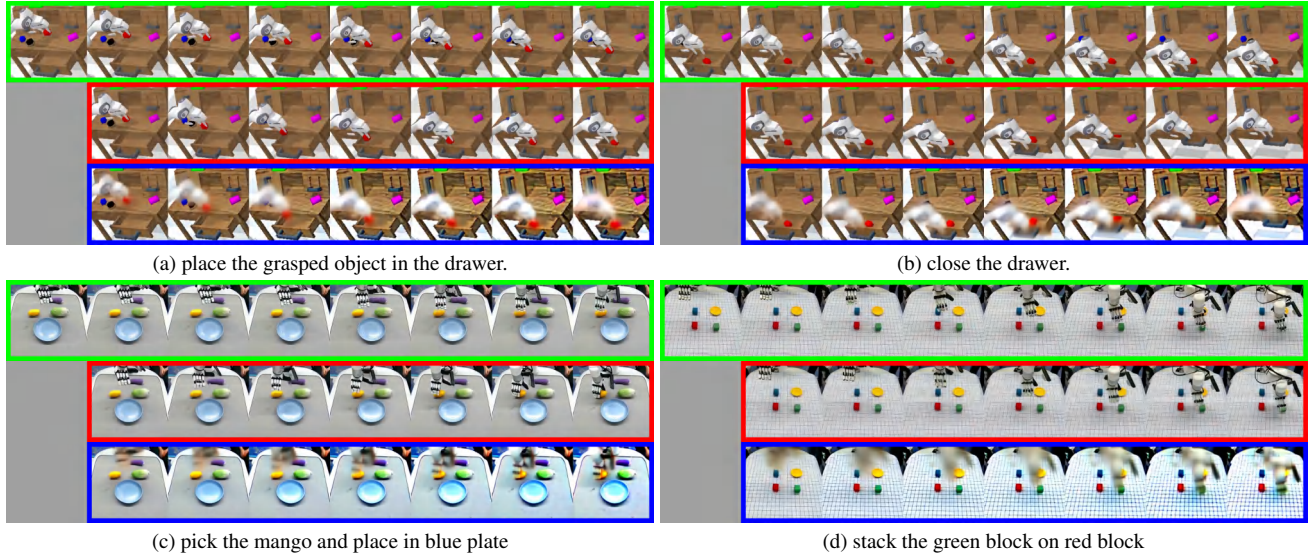 (a) place the grasped object in the drawer.
(b) close the drawer.
(c) pick the mango and place in blue plate
(d) stack the green block on red block